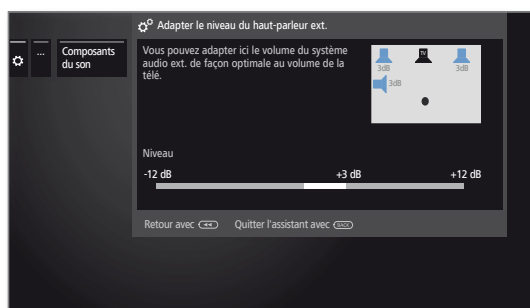 Adapter le niveau du haut-parleur ext.
...
Composants
du son
Vous pouvez adapter ici le volume du système
audio ext. de façon optimale au volume de la
télé.
TV
3dB
3dB
3dB
Niveau
-12 dB
+3 dB
+12 dB
Retour avec
Quitter l'assistant avec BACK